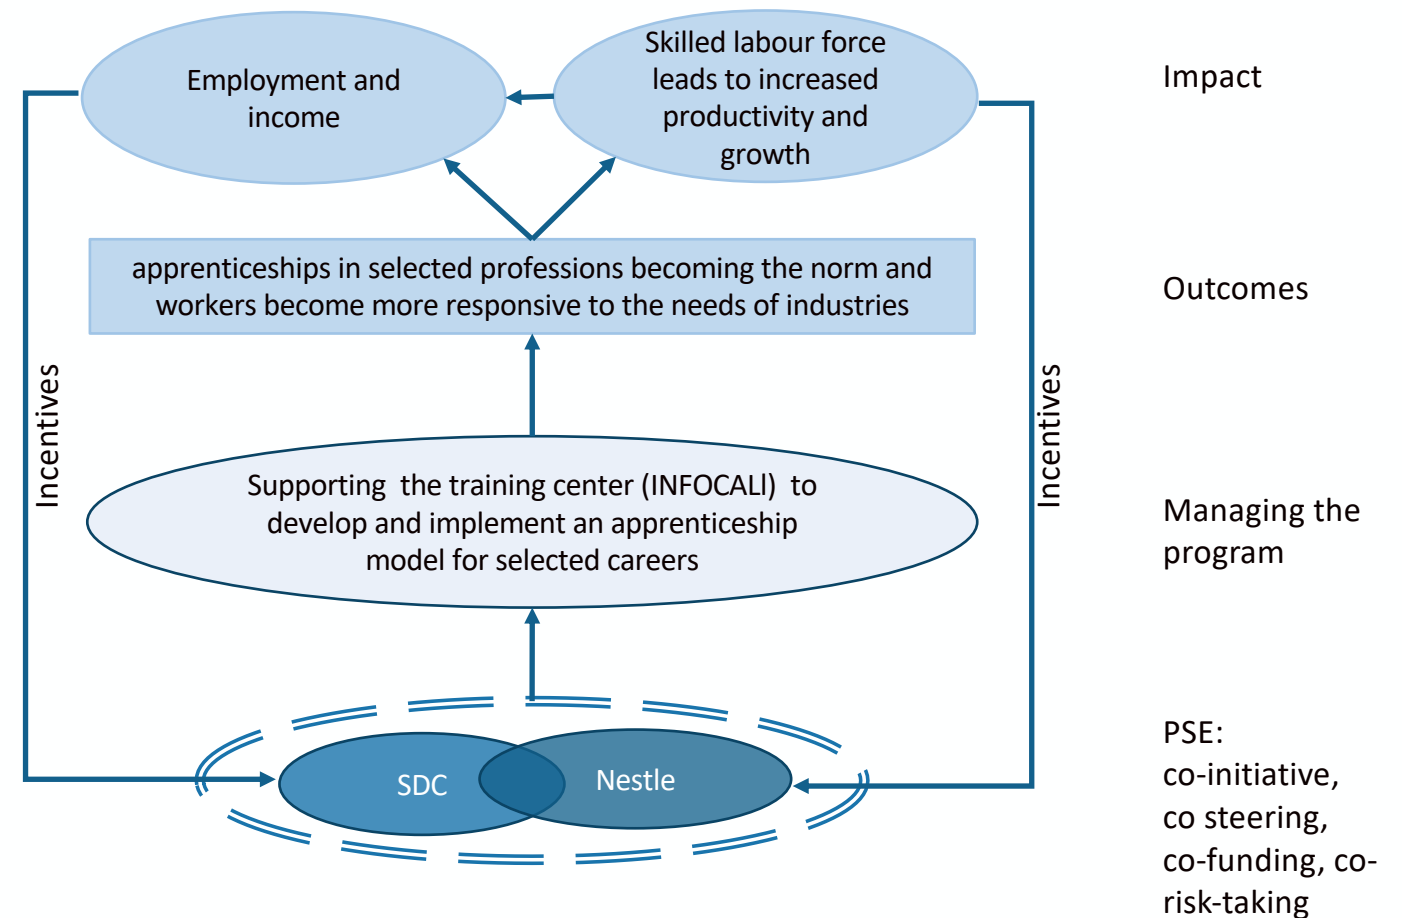 Employment and
income
Skilled labour force
leads to increased
productivity and
growth
Impact
apprenticeships in selected professions becoming the norm and
workers become more responsive to the needs of industries
Outcomes
Incentives
Incentives
Supporting the training center (INFOCALl) to
develop and implement an apprenticeship
model for selected careers
Managing the
program
SDC
Nestle
PSE:
co-initiative,
co steering,
co-funding, co-
risk-taking